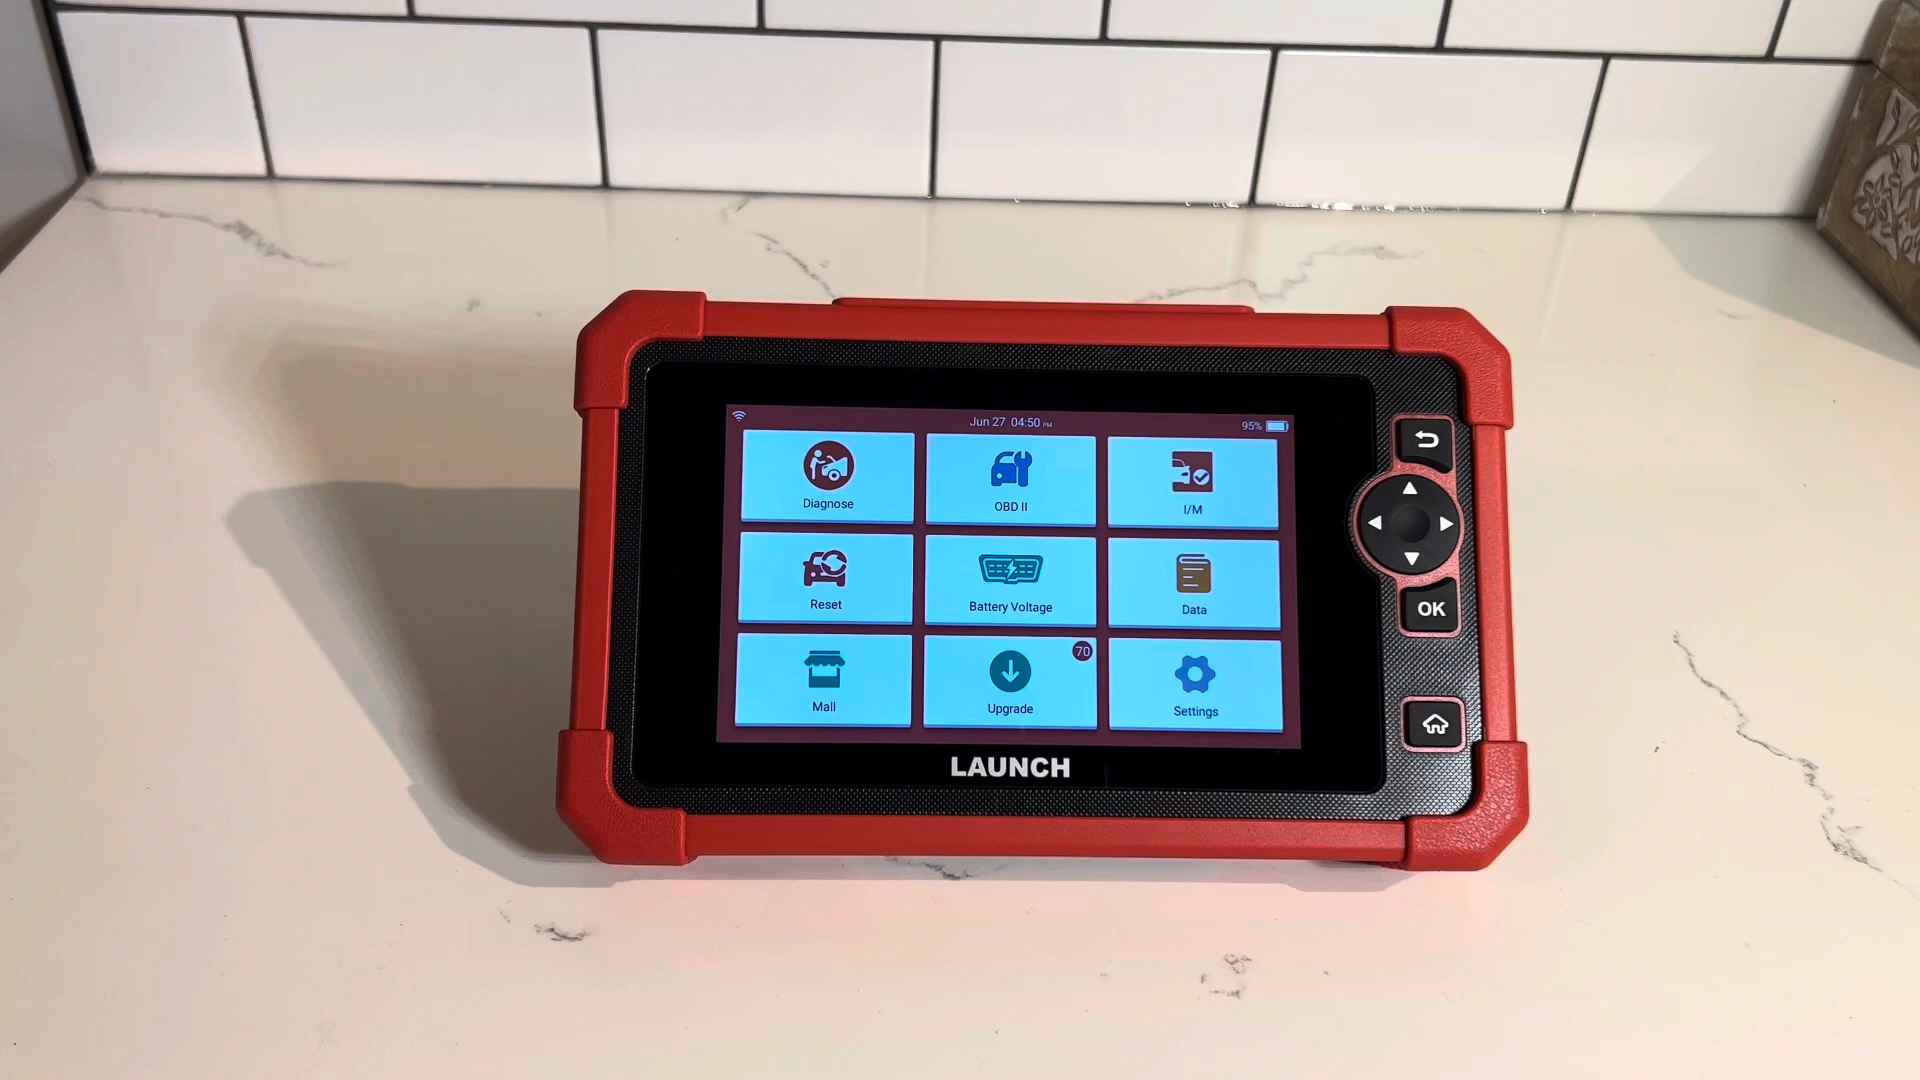 Jun 27 04:50 PM
95%
Diagnose
OBD II
I/M
Reset
Battery Voltage
Data
Mall
70
Upgrade
Settings
OK
LAUNCH